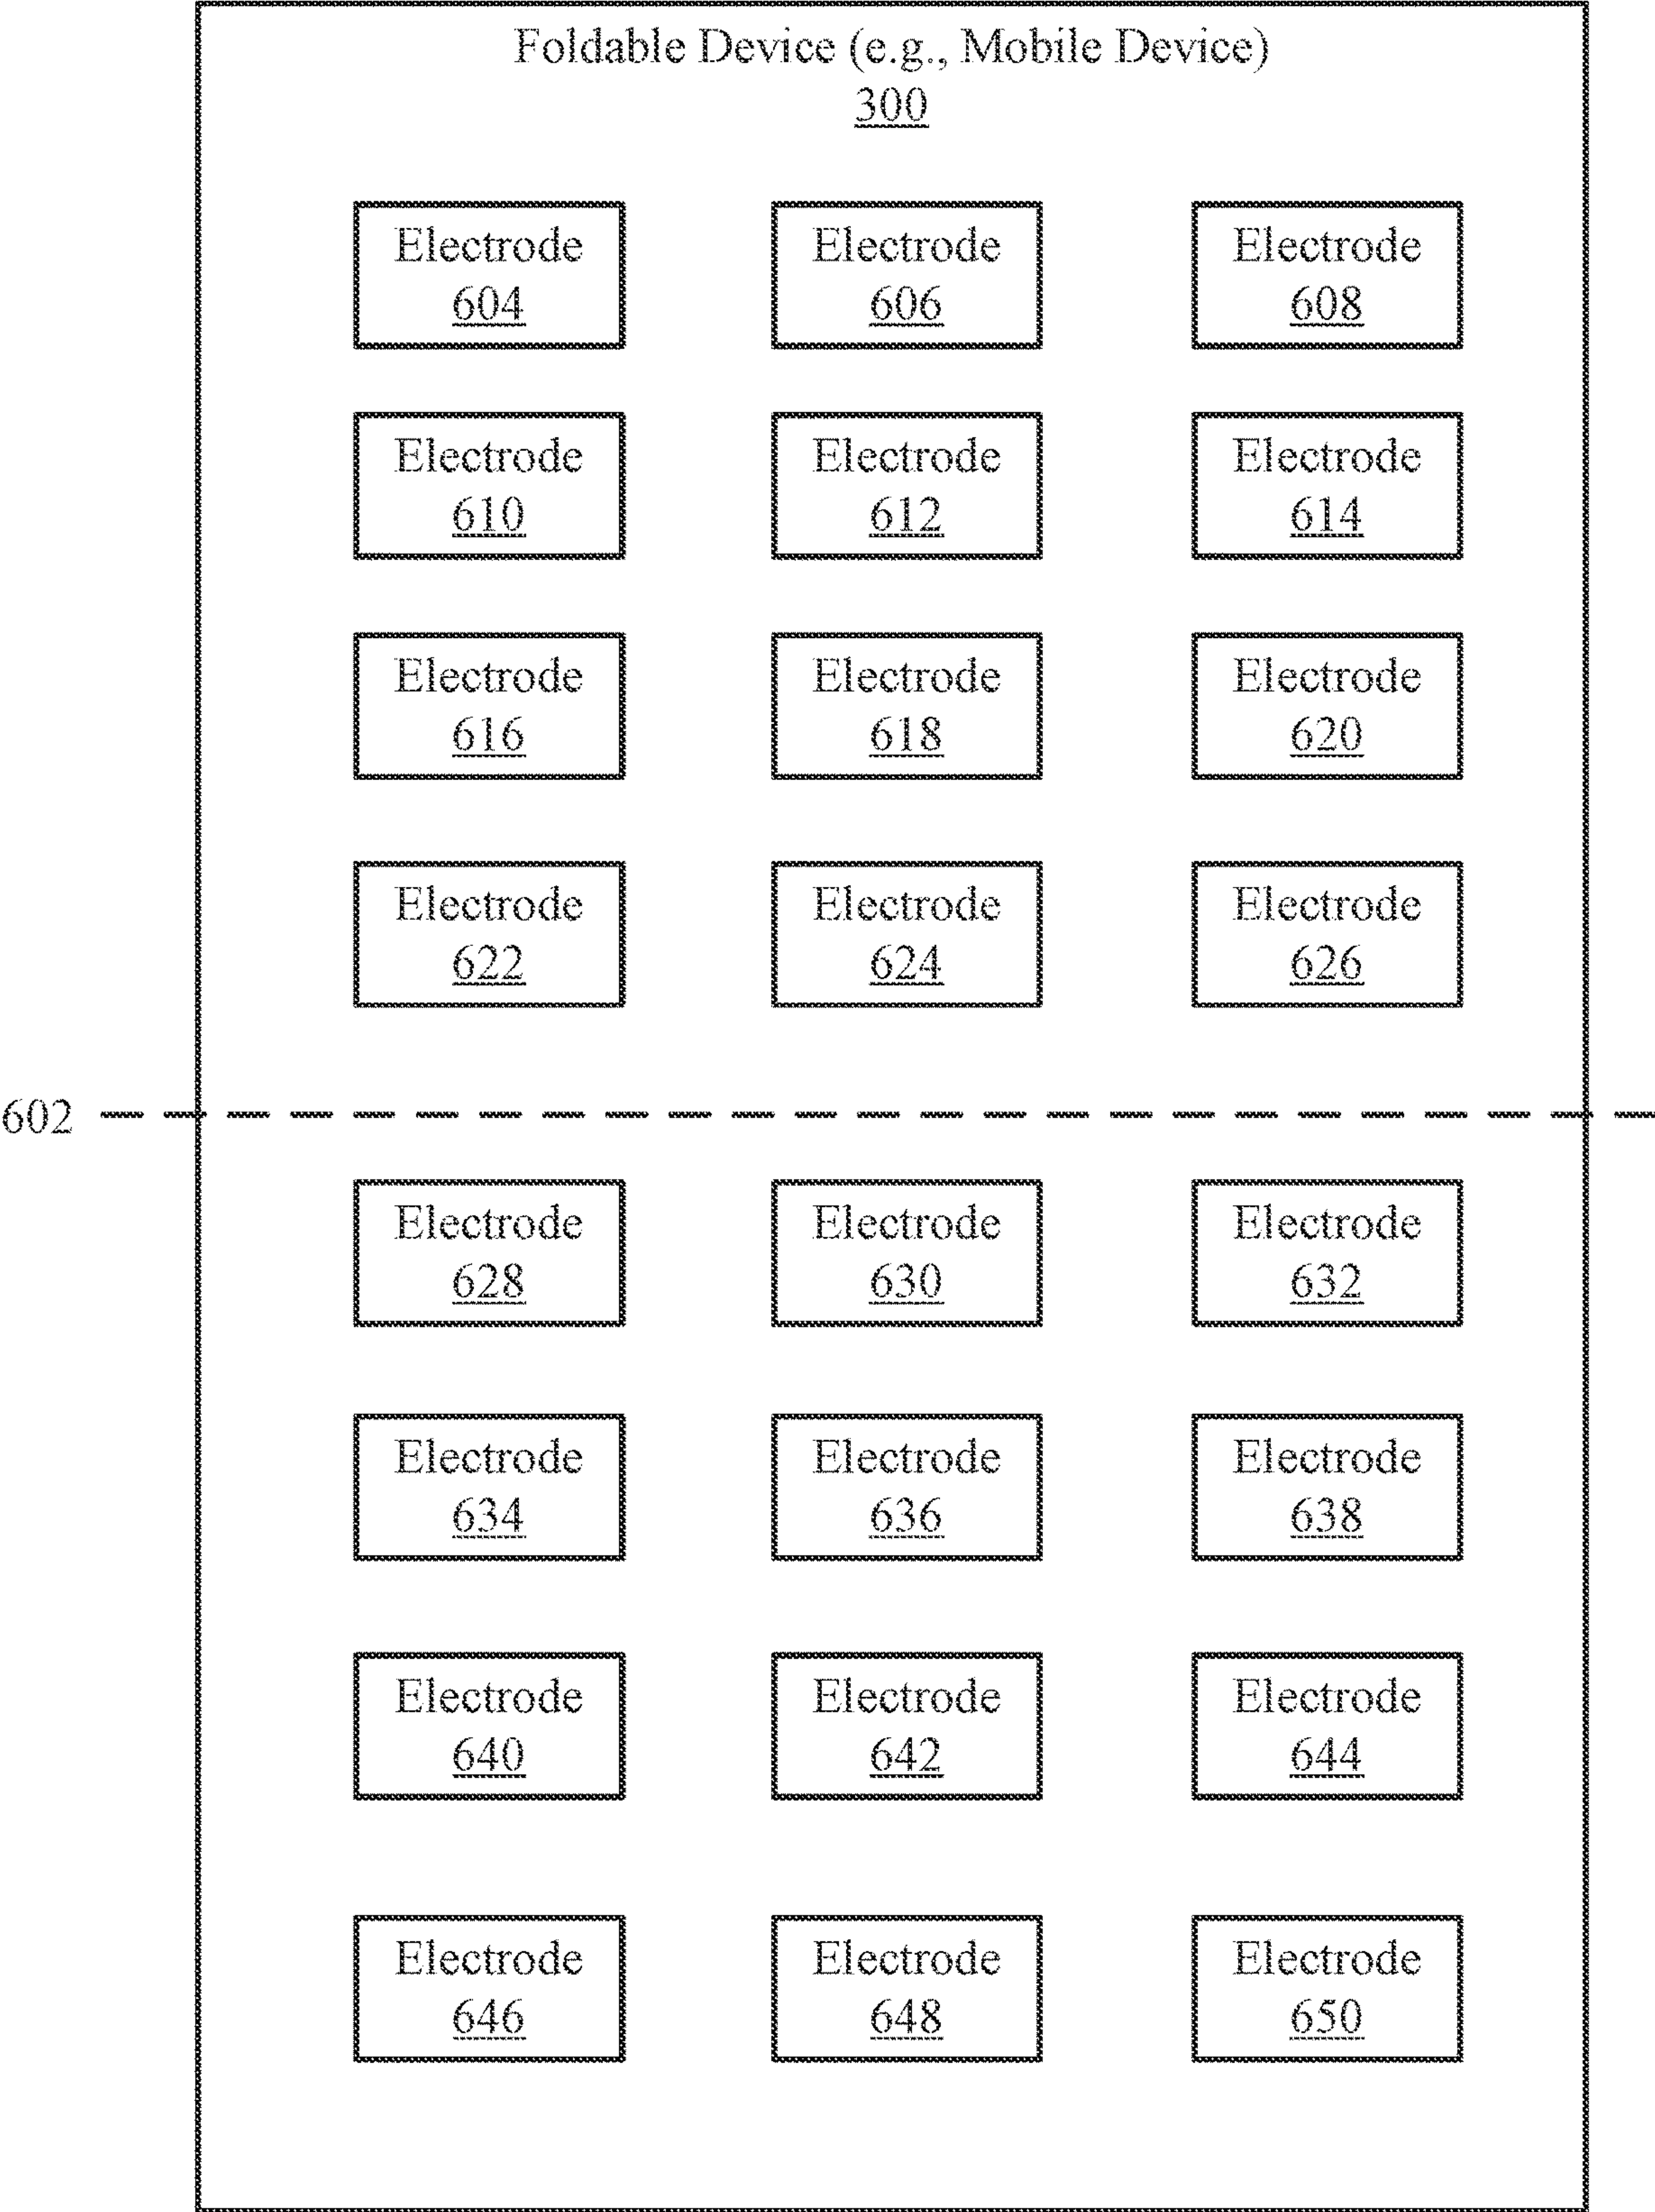 Foldable Device (e.g., Mobile Device)
300
Electrode
604
Electrode
606
Electrode
608
Electrode
610
Electrode
612
Electrode
614
Electrode
616
Electrode
618
Electrode
620
Electrode
622
Electrode
624
Electrode
626
602
Electrode
628
Electrode
630
Electrode
632
Electrode
634
Electrode
636
Electrode
638
Electrode
640
Electrode
642
Electrode
644
Electrode
646
Electrode
648
Electrode
650